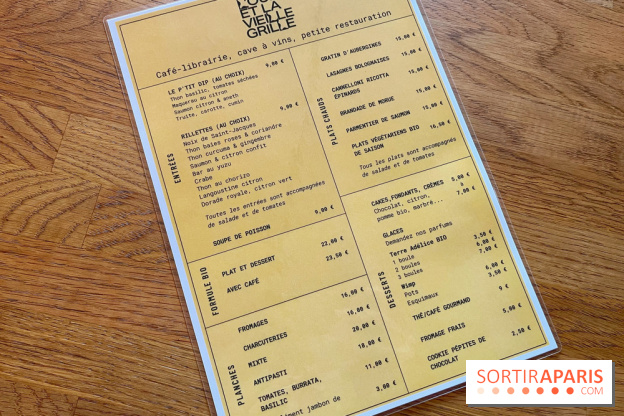 ET LA
VIEILLE
GRILLE
Café-librairie, cave à vins, petite restauration
ENTRÉES
LE P'TIT DIP (AU CHOIX) 9,00 €
Thon basilic, tomates séchées
Maquereau au citron
Saumon citron & aneth
Truite, carotte, cumin
RILLETTES (AU CHOIX) 9,00 €
Noix de Saint-Jacques
Thon baies roses & coriandre
Thon curcuma & gingembre
Saumon & citron confit
Bar au yuzu
Crabe
Thon au chorizo
Langoustine citron
Dorade royale, citron vert
Toutes les entrées sont accompagnées
de salade et de tomates
SOUPE DE POISSON 9,00 €
FORMULE BIO
PLAT ET DESSERT 22,00 €
AVEC CAFÉ 23,50 €
PLANCHES
FROMAGES 16,00 €
CHARCUTERIES 16,00 €
MIXTE 20,00 €
ANTIPASTI 10,00 €
TOMATES, BURRATA, 11,00 €
BASILIC
jambon de 3,00 €
PLATS CHAUDS
GRATIN D'AUBERGINES 15,00 €
LASAGNES BOLOGNAISES 15,00 €
CANNELLONI RICOTTA 15,00 €
ÉPINARDS
BRANDADE DE MORUE 15,00 €
PARMENTIER DE SAUMON 15,00 €
PLATS VÉGÉTARIENS BIO 16,50 €
DE SAISON
Tous les plats sont accompagnés
de salade et de tomates
DESSERTS
CAKES, FONDANTS, CRÈMES 5,00 €
Chocolat, citron, à
pomme bio, marbré... 7,00 €
GLACES
Demandez nos parfums
Terre Adélice BIO
1 boule 3,50 €
2 boules 6,00 €
3 boules 7,00 €
Wimp
Pots 6,00 €
Esquimaux 3,50 €
THÉ/CAFÉ GOURMAND 9 €
FROMAGE FRAIS 5,00 €
COOKIE PÉPITES DE 2,50 €
CHOCOLAT
SORTIRAPARIS
.COM